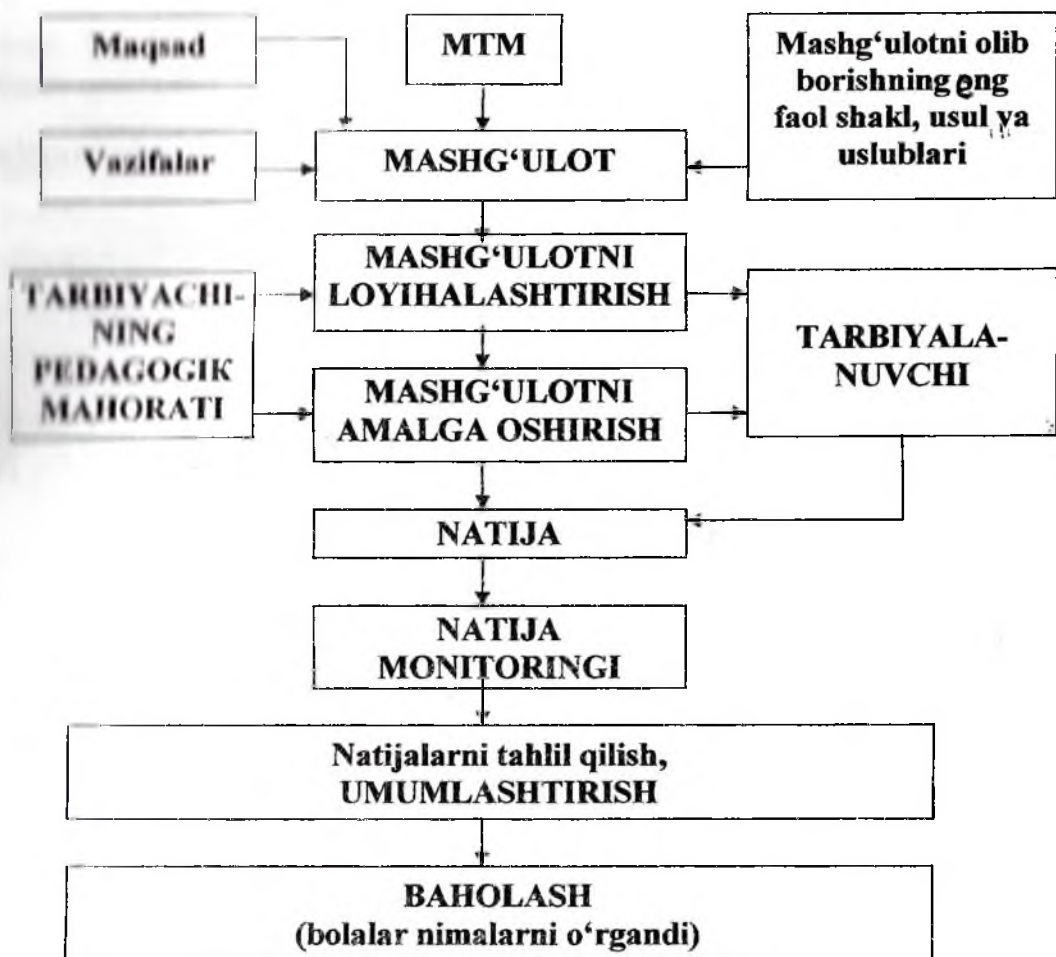 Maqsad
MTM
Mashg‘ulotni olib
borishning eng
faol shakl, usul va
uslublari
Vazifalar
MASHG‘ULOT
MASHG‘ULOTNI
LOYIHALASHTIRISH
TARBIYACHI-
NING
PEDAGOGIK
MAHORATI
TARBIYALA-
NUVCHI
MASHG‘ULOTNI
AMALGA OSHIRISH
NATIJA
NATIJA
MONITORINGI
Natijalarni tahlil qilish,
UMUMLASHTIRISH
BAHOLASH
(bolalar nimalarni o‘rgandi)